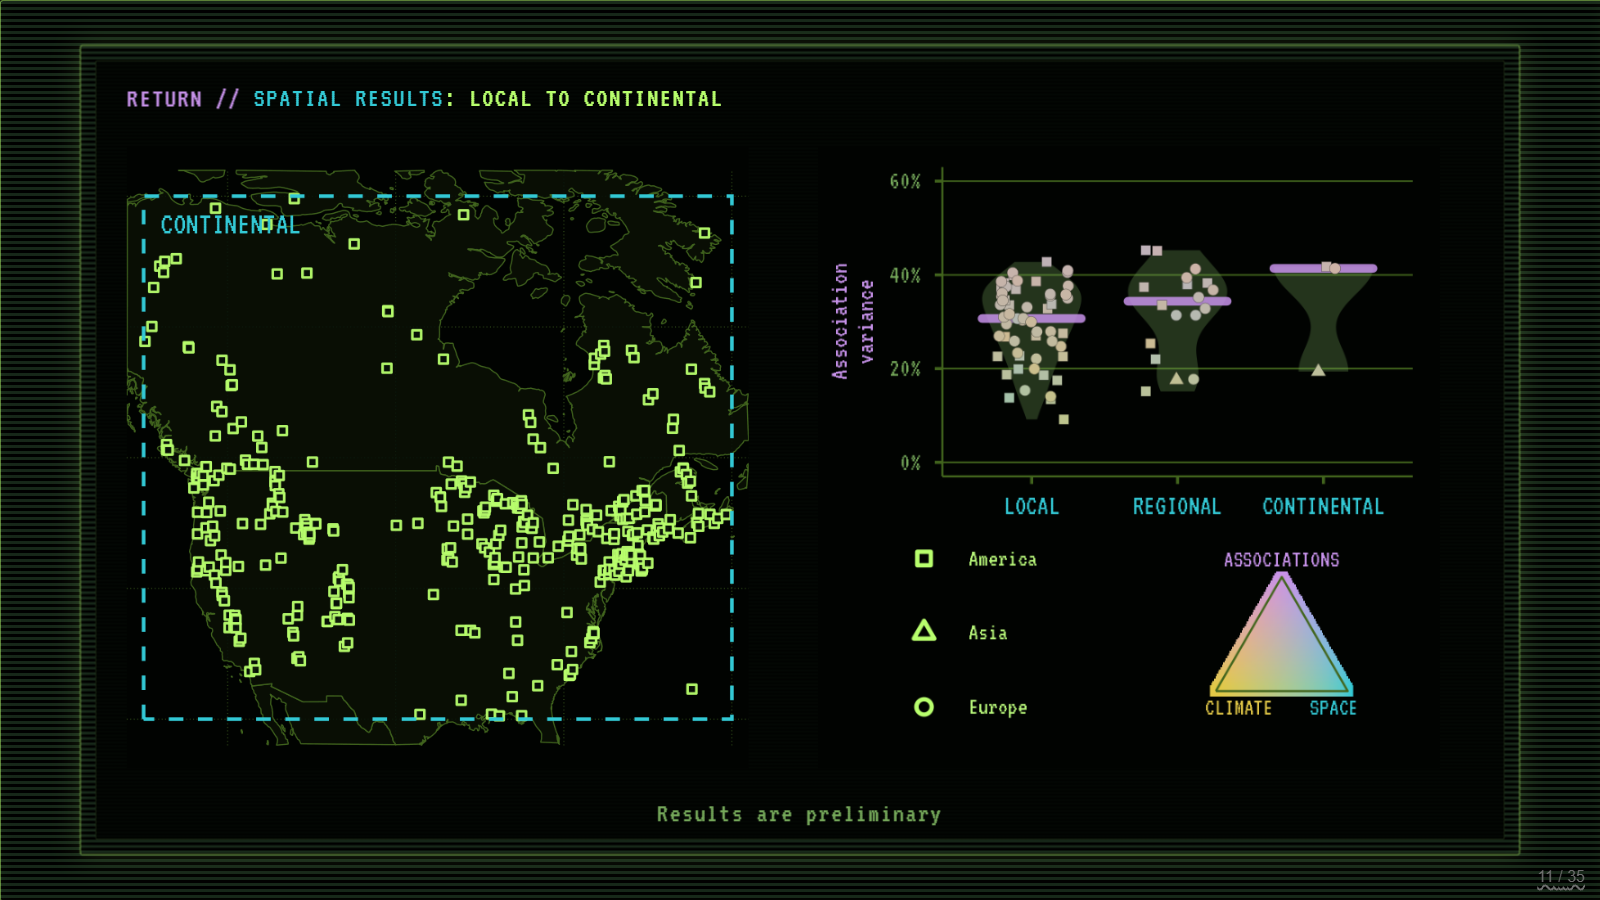 RETURN // SPATIAL RESULTS: LOCAL TO CONTINENTAL
CONTINENTAL
Association
variance
60%
40%
20%
0%
LOCAL
REGIONAL
CONTINENTAL
America
Asia
Europe
ASSOCIATIONS
CLIMATE
SPACE
Results are preliminary
11 / 35